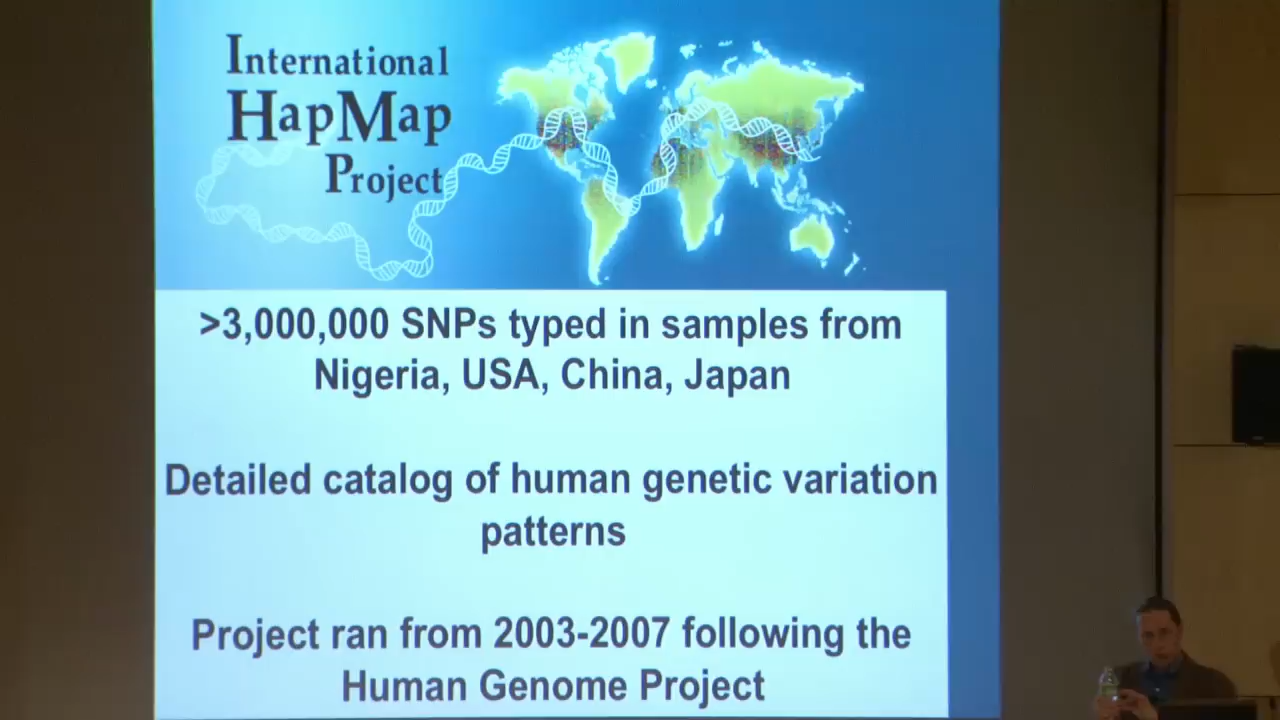 International
HapMap
Project
>3,000,000 SNPs typed in samples from
Nigeria, USA, China, Japan
Detailed catalog of human genetic variation
patterns
Project ran from 2003-2007 following the
Human Genome Project